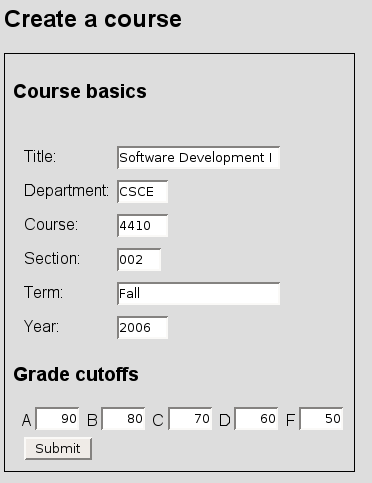 Create a course
Course basics
Title: Software Development I
Department: CSCE
Course: 4410
Section: 002
Term: Fall
Year: 2006
Grade cutoffs
A 90 B 80 C 70 D 60 F 50
Submit